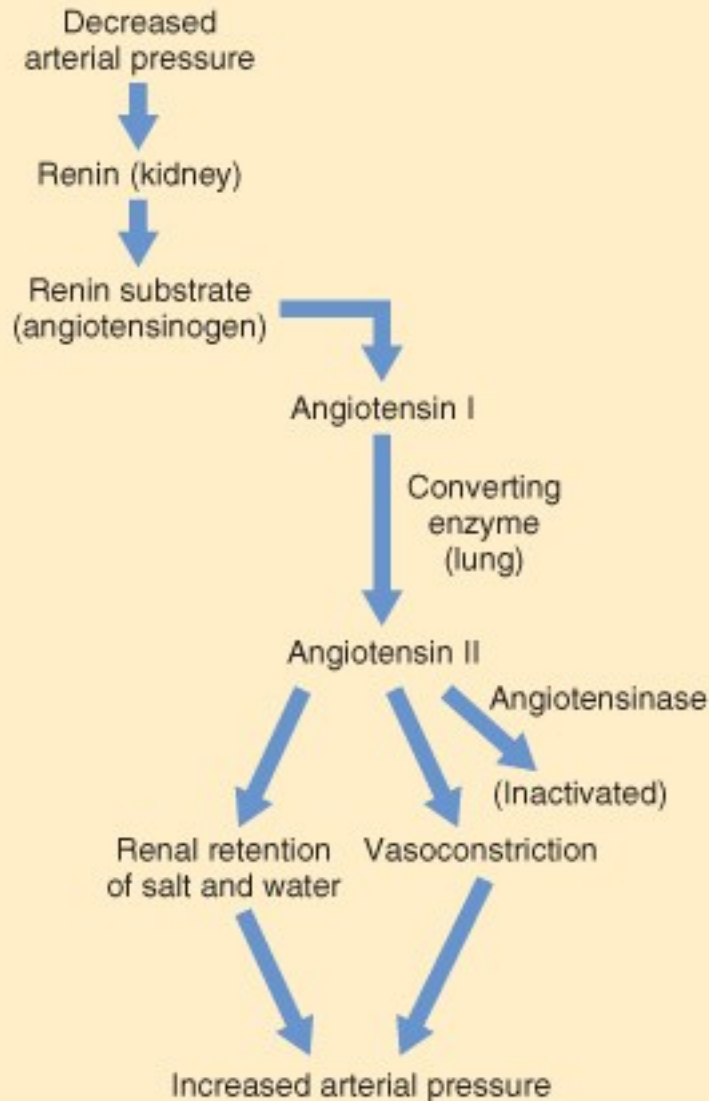 Decreased
arterial pressure
Renin (kidney)
Renin substrate
(angiotensinogen)
Angiotensin I
Converting
enzyme
(lung)
Angiotensin II
Angiotensinase
(Inactivated)
Renal retention
of salt and water
Vasoconstriction
Increased arterial pressure